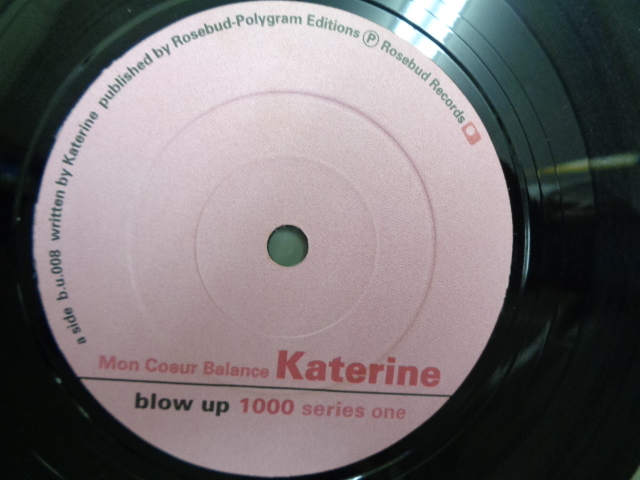 a side b.u.008 written by Katerine published by Rosebud-Polygram Editions Ⓟ Rosebud Records
Mon Coeur Balance Katerine
blow up 1000 series one